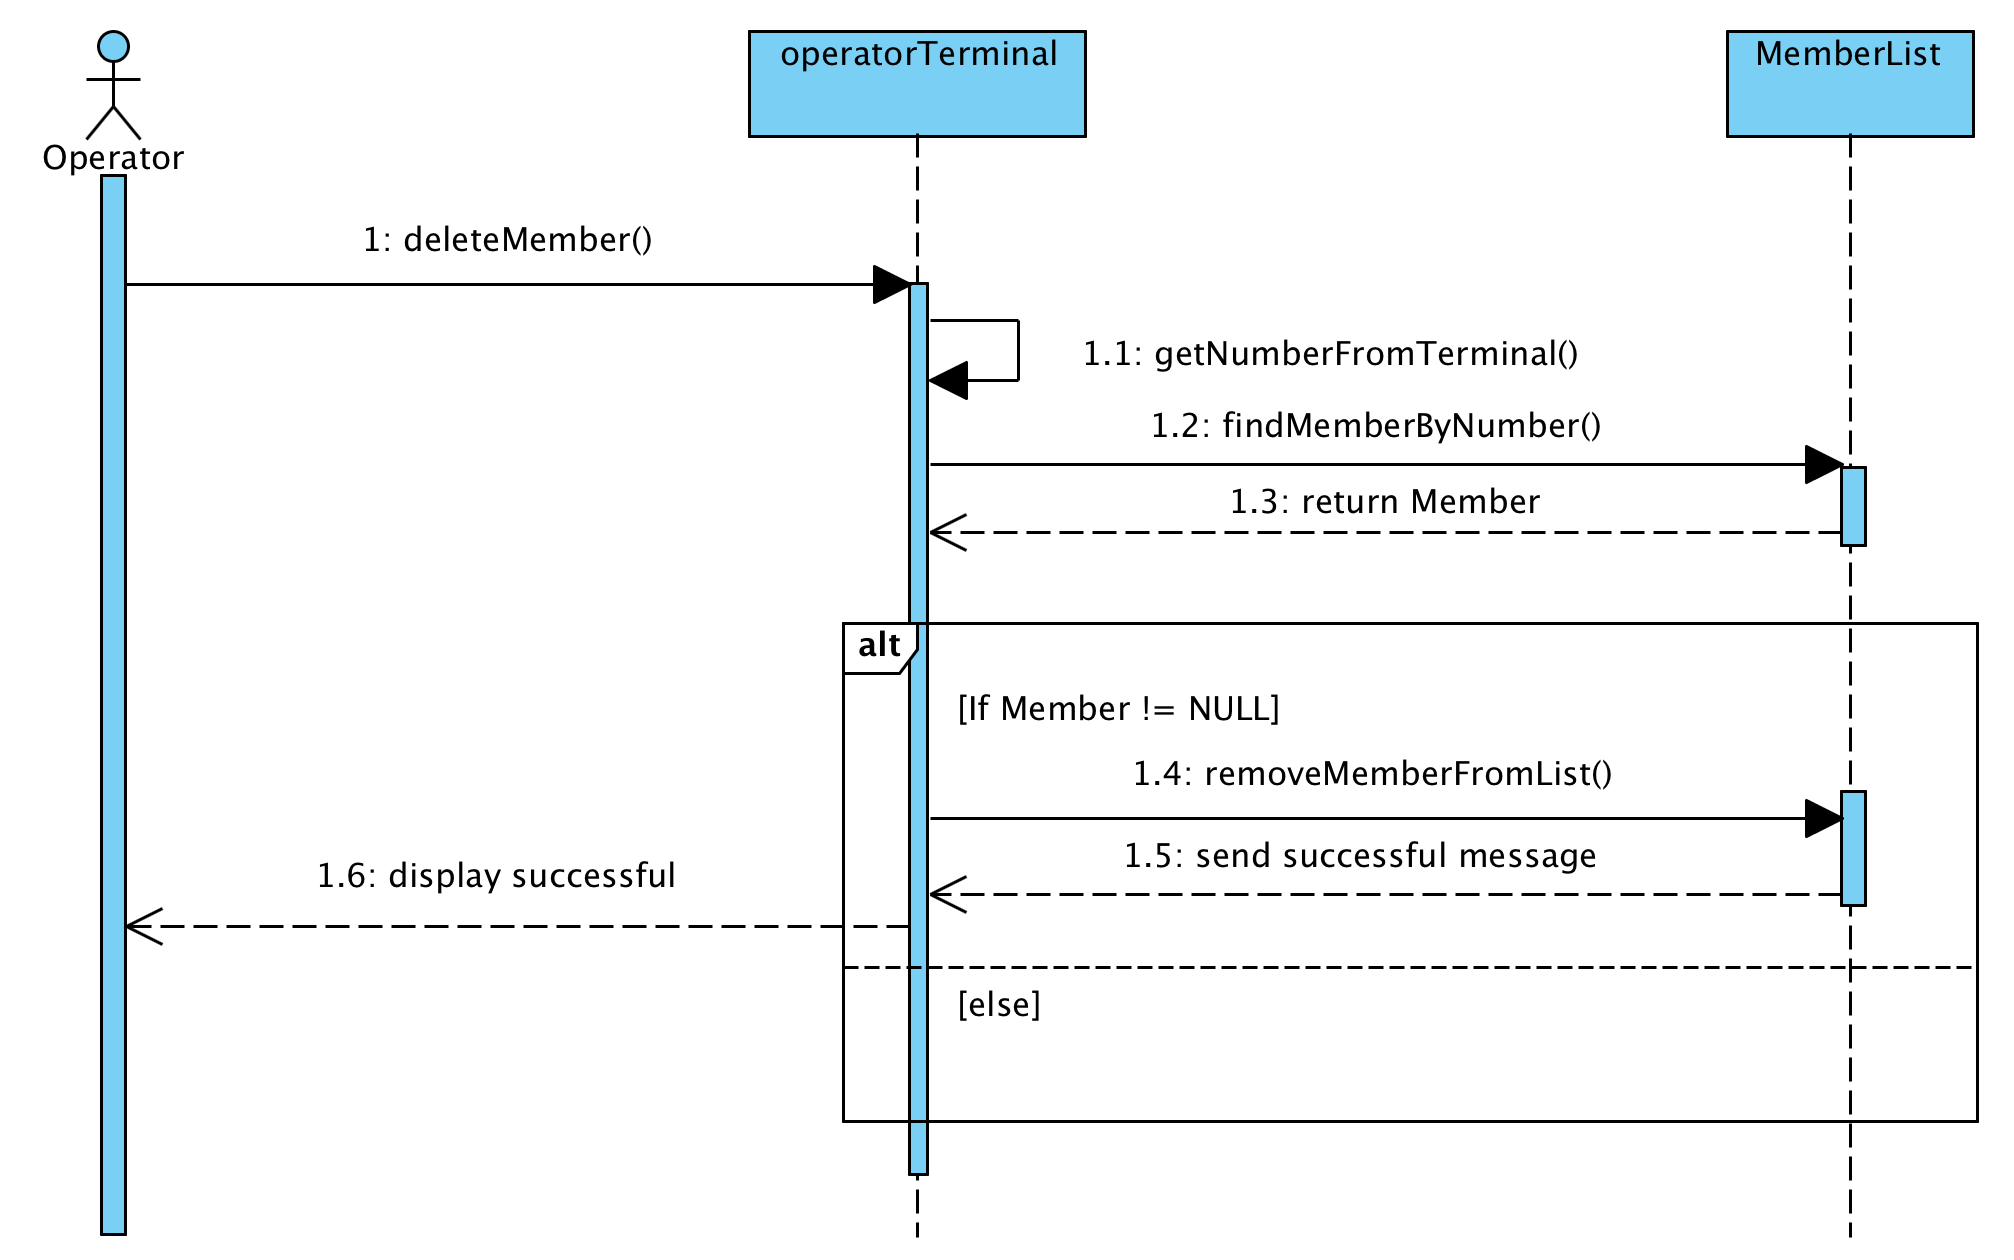 operatorTerminal
MemberList
Operator
1: deleteMember()
1.1: getNumberFromTerminal()
1.2: findMemberByNumber()
1.3: return Member
alt
[If Member != NULL]
1.4: removeMemberFromList()
1.5: send successful message
1.6: display successful
[else]